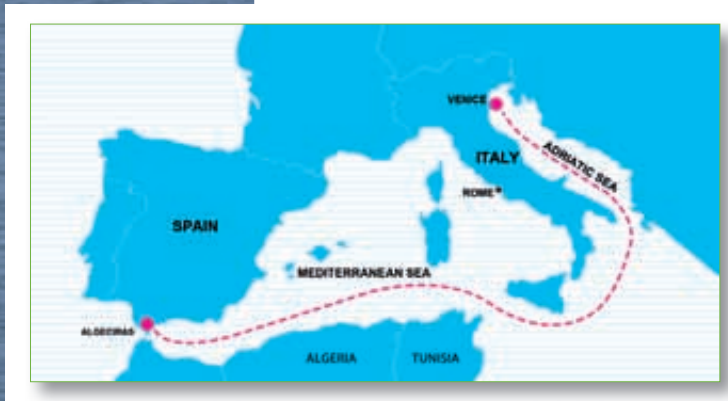 VENICE
ITALY
ADRIATIC SEA
ROME
SPAIN
MEDITERRANEAN SEA
ALGECIRAS
ALGERIA
TUNISIA